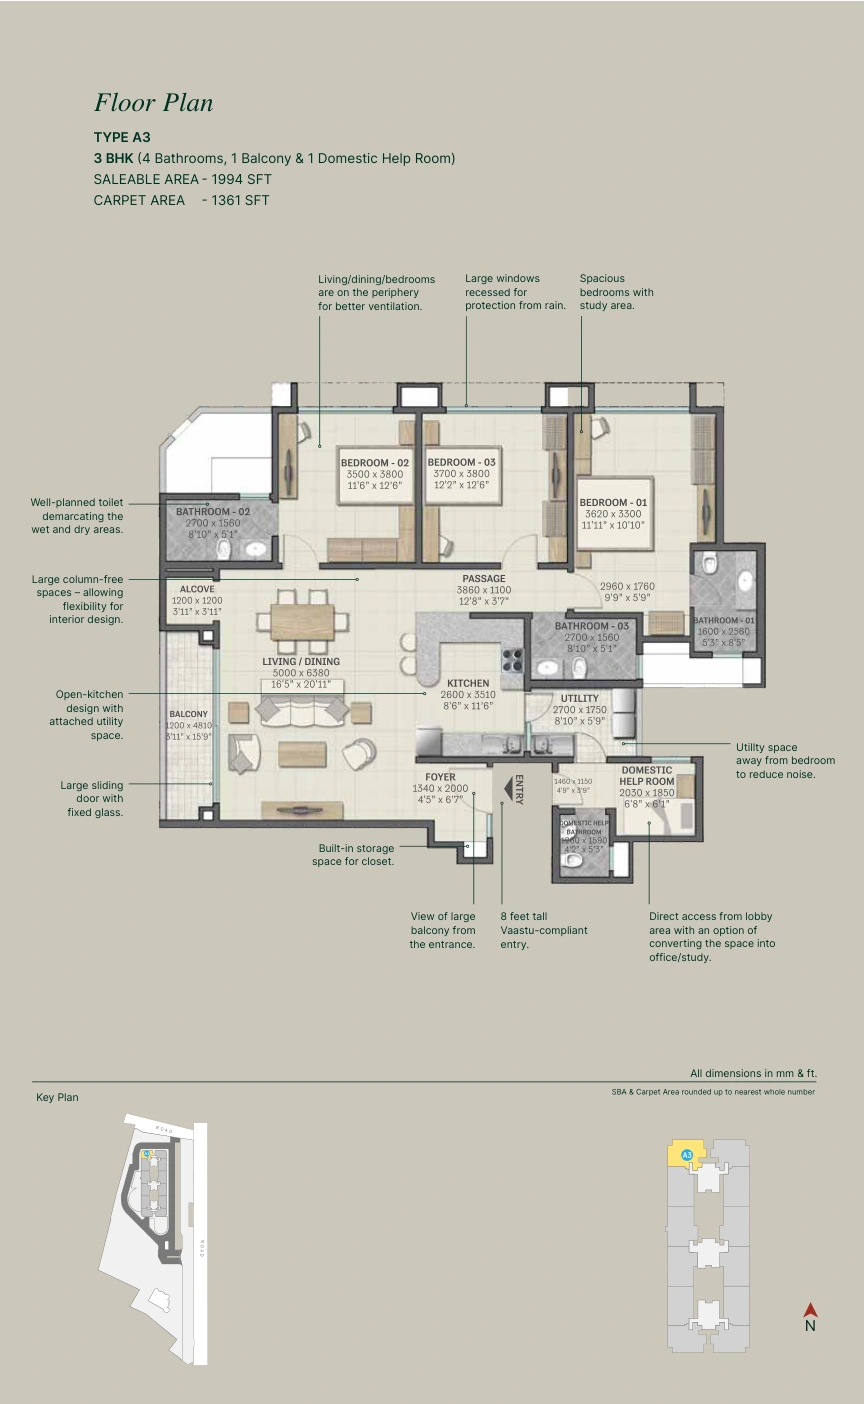 Floor Plan
TYPE A3
3 BHK (4 Bathrooms, 1 Balcony & 1 Domestic Help Room)
SALEABLE AREA - 1994 SFT
CARPET AREA - 1361 SFT
Living/dining/bedrooms
are on the periphery
for better ventilation.
Large windows
recessed for
protection from rain.
Spacious
bedrooms with
study area.
BEDROOM - 02
3500 x 3800
11'6" x 12'6"
BEDROOM - 03
3700 x 3800
12'2" x 12'6"
BEDROOM - 01
3620 x 3300
11'11" x 10'10"
Well-planned toilet
demarcating the
wet and dry areas.
BATHROOM - 02
2700 x 1560
8'10" x 5'1"
Large column-free
spaces – allowing
flexibility for
interior design.
ALCOVE
1200 x 1200
3'11" x 3'11"
PASSAGE
3860 x 1100
12'8" x 3'7"
2960 x 1760
9'9" x 5'9"
BATHROOM - 01
1600 x 2560
5'3" x 8'5"
BATHROOM - 03
2700 x 1560
8'10" x 5'1"
LIVING / DINING
5000 x 6380
16'5" x 20'11"
KITCHEN
2600 x 3510
8'6" x 11'6"
UTILITY
2700 x 1750
8'10" x 5'9"
Open-kitchen
design with
attached utility
space.
BALCONY
1200 x 4810
3'11" x 15'9"
Utility space
away from bedroom
to reduce noise.
Large sliding
door with
fixed glass.
FOYER
1340 x 2000
4'5" x 6'7"
ENTRY
1460 x 1150
4'9" x 3'9"
DOMESTIC
HELP ROOM
2030 x 1850
6'8" x 6'1"
DOMESTIC HELP
BATHROOM
1260 x 1590
4'2" x 5'3"
Built-in storage
space for closet.
View of large
balcony from
the entrance.
8 feet tall
Vaastu-compliant
entry.
Direct access from lobby
area with an option of
converting the space into
office/study.
All dimensions in mm & ft.
SBA & Carpet Area rounded up to nearest whole number
Key Plan
ROAD
A3
ROAD
A3
N